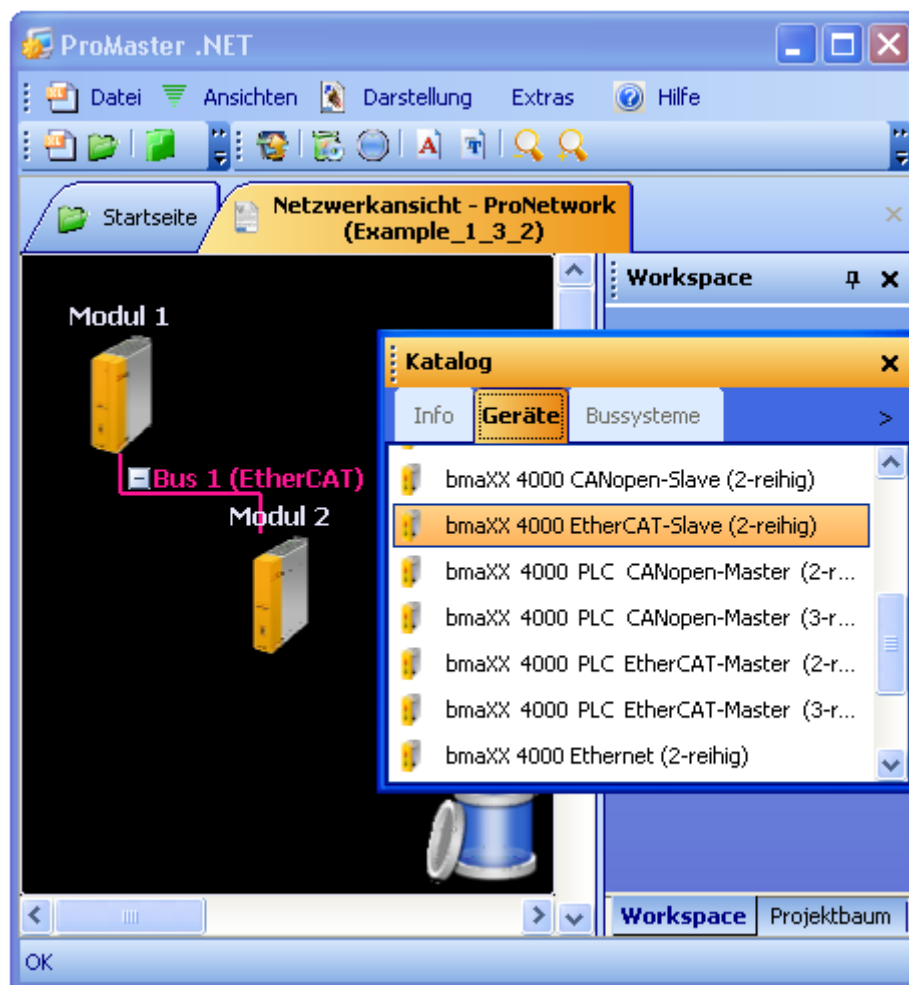 ProMaster .NET
Datei Ansichten Darstellung Extras Hilfe
Startseite
Netzwerkansicht - ProNetwork
(Example_1_3_2)
Workspace
Modul 1
Bus 1 (EtherCAT)
Modul 2
Katalog
Info Geräte Bussysteme >
bmaXX 4000 CANopen-Slave (2-reihig)
bmaXX 4000 EtherCAT-Slave (2-reihig)
bmaXX 4000 PLC CANopen-Master (2-r...
bmaXX 4000 PLC CANopen-Master (3-r...
bmaXX 4000 PLC EtherCAT-Master (2-r...
bmaXX 4000 PLC EtherCAT-Master (3-r...
bmaXX 4000 Ethernet (2-reihig)
Workspace Projektbaum
OK